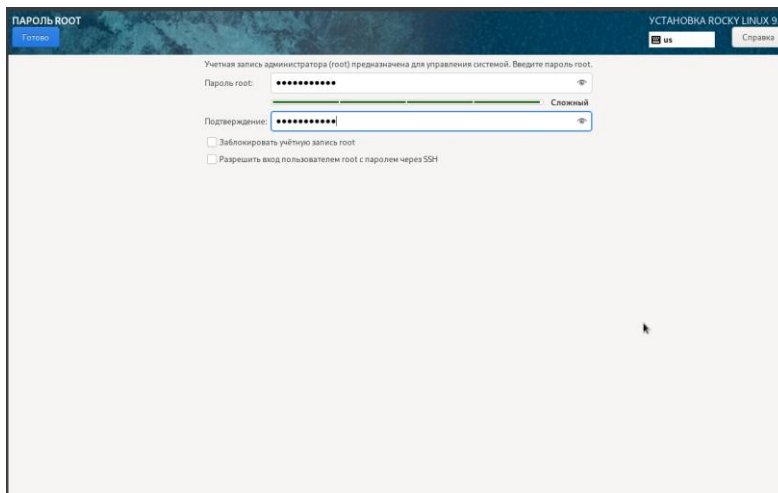 ПАРОЛЬ ROOT
УСТАНОВКА ROCKY LINUX 9
Готово
us
Справка
Учетная запись администратора (root) предназначена для управления системой. Введите пароль root.
Пароль root: ●●●●●●●●●●●
Сложный
Подтверждение: ●●●●●●●●●●●
Заблокировать учётную запись root
Разрешить вход пользователем root с паролем через SSH